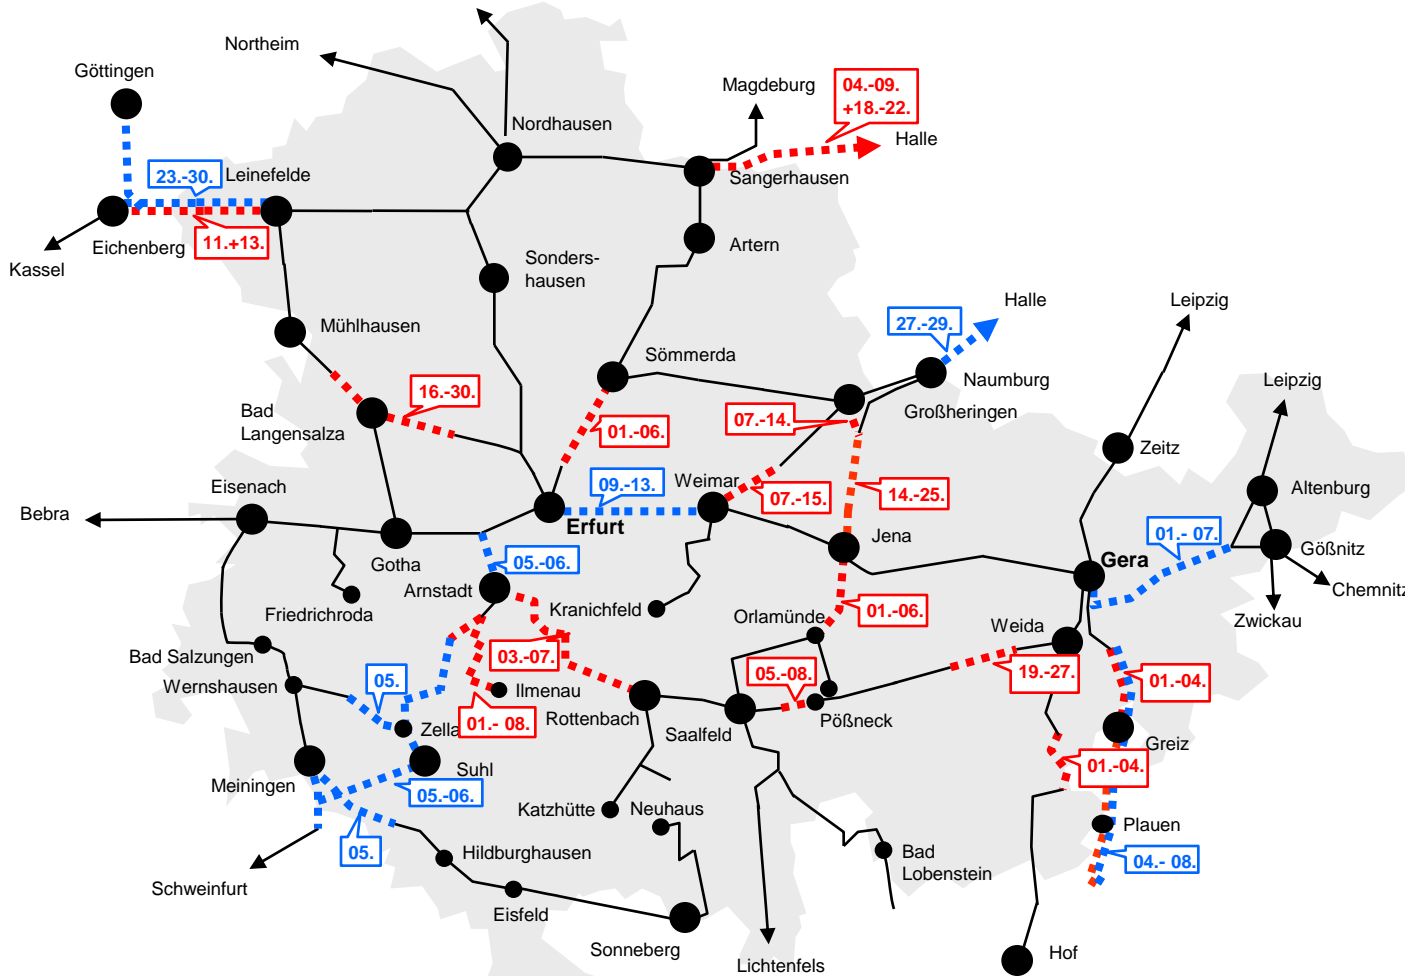 Northeim
Göttingen
Magdeburg
04.-09.
+18.-22.
Halle
Nordhausen
Sangerhausen
23.-30.
Leinefelde
Eichenberg
11.+13.
Kassel
Artern
Sonders-
hausen
Mühlhausen
Halle
Leipzig
27.-29.
Sömmerda
Naumburg
Großheringen
Leipzig
Bad
Langensalza
16.-30.
01.-06.
07.-14.
Zeitz
Eisenach
Bebra
09.-13.
Weimar
07.-15.
14.-25.
Altenburg
Erfurt
Jena
01.- 07.
Gößnitz
Gotha
05.-06.
Gera
Chemnitz
Arnstadt
Friedrichroda
Kranichfeld
Orlamünde
01.-06.
Zwickau
Weida
Bad Salzungen
Wernshausen
05.
03.-07.
05.-08.
19.-27.
01.-04.
Ilmenau
01.- 08.
Rottenbach
Pößneck
Zella
Saalfeld
Greiz
Meiningen
Suhl
05.-06.
01.-04.
Katzhütte
Neuhaus
Plauen
05.
Hildburghausen
Bad
Lobenstein
04.- 08.
Schweinfurt
Eisfeld
Sonneberg
Lichtenfels
Hof